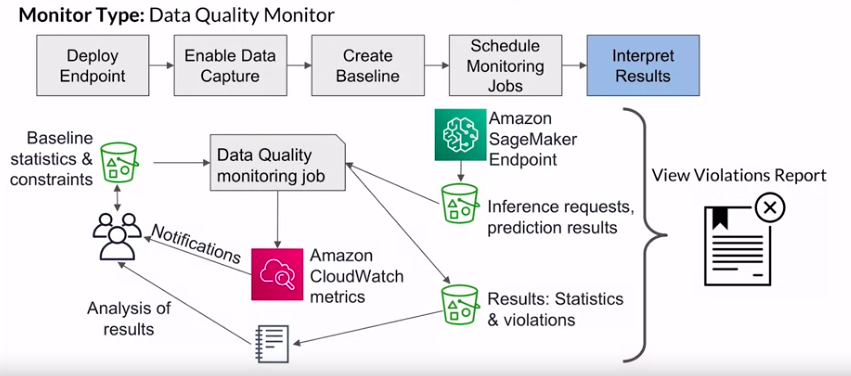 Monitor Type: Data Quality Monitor
Deploy
Endpoint
Enable Data
Capture
Create
Baseline
Schedule
Monitoring
Jobs
Interpret
Results
Baseline
statistics &
constraints
Data Quality
monitoring job
Amazon
SageMaker
Endpoint
View Violations Report
Inference requests,
prediction results
Notifications
Amazon
CloudWatch
metrics
Results: Statistics
& violations
Analysis of
results